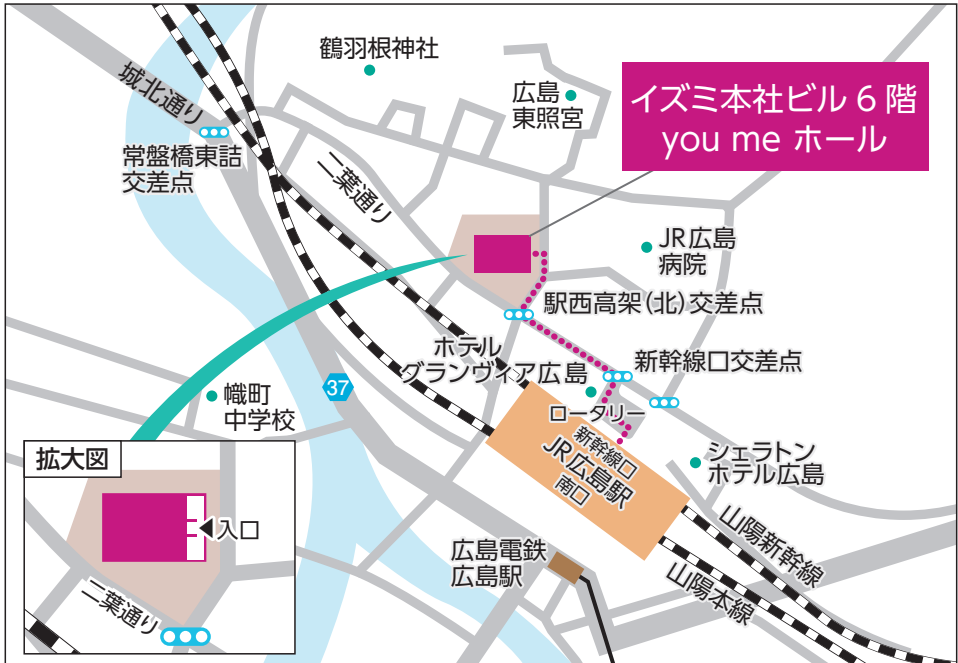 鶴羽根神社
城北通り
広島
東照宮
イズミ本社ビル 6 階
you me ホール
常盤橋東詰
交差点
二葉通り
JR広島
病院
駅西高架(北)交差点
ホテル
グランヴィア広島
新幹線口交差点
37
幟町
中学校
ロータリー
新幹線口
JR広島駅
南口
シェラトン
ホテル広島
拡大図
入口
二葉通り
広島電鉄
広島駅
山陽新幹線
山陽本線